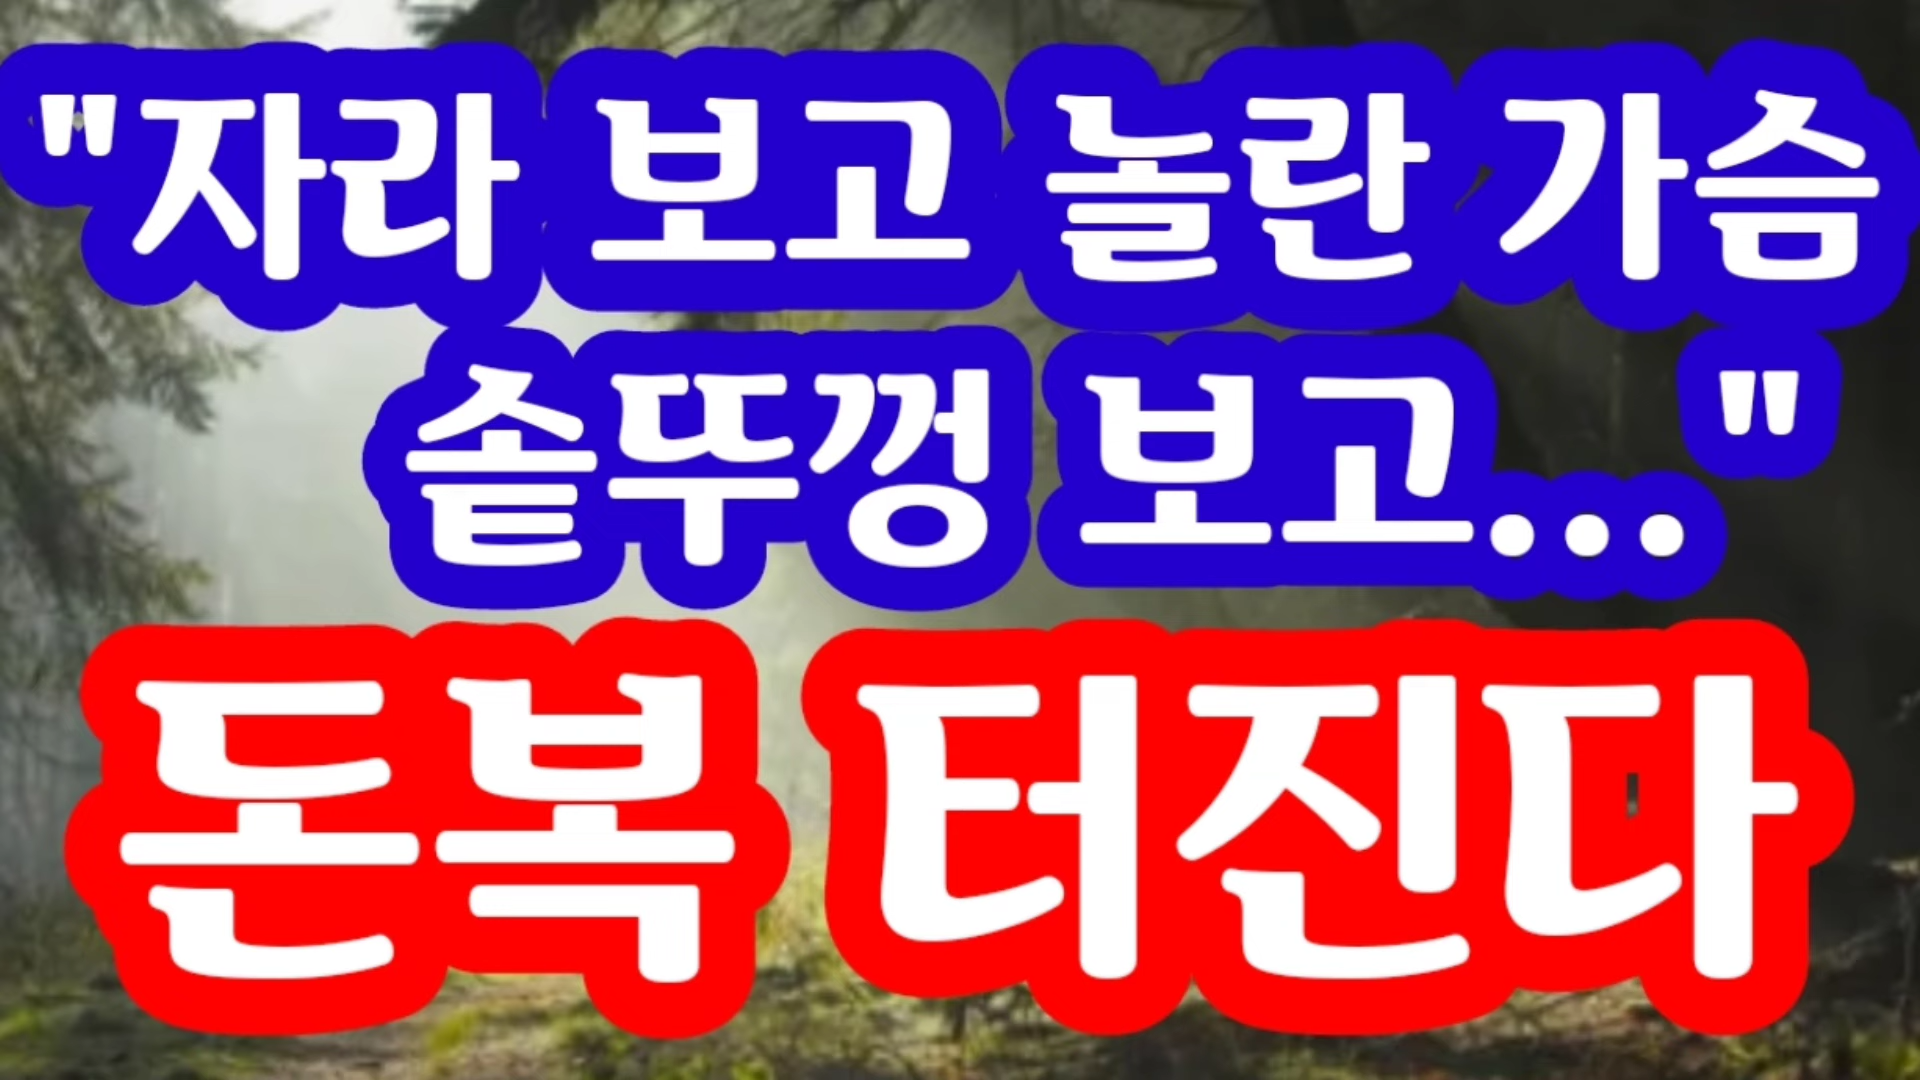 "자라 보고 놀란 가슴
솥뚜껑 보고..."
돈복 터진다